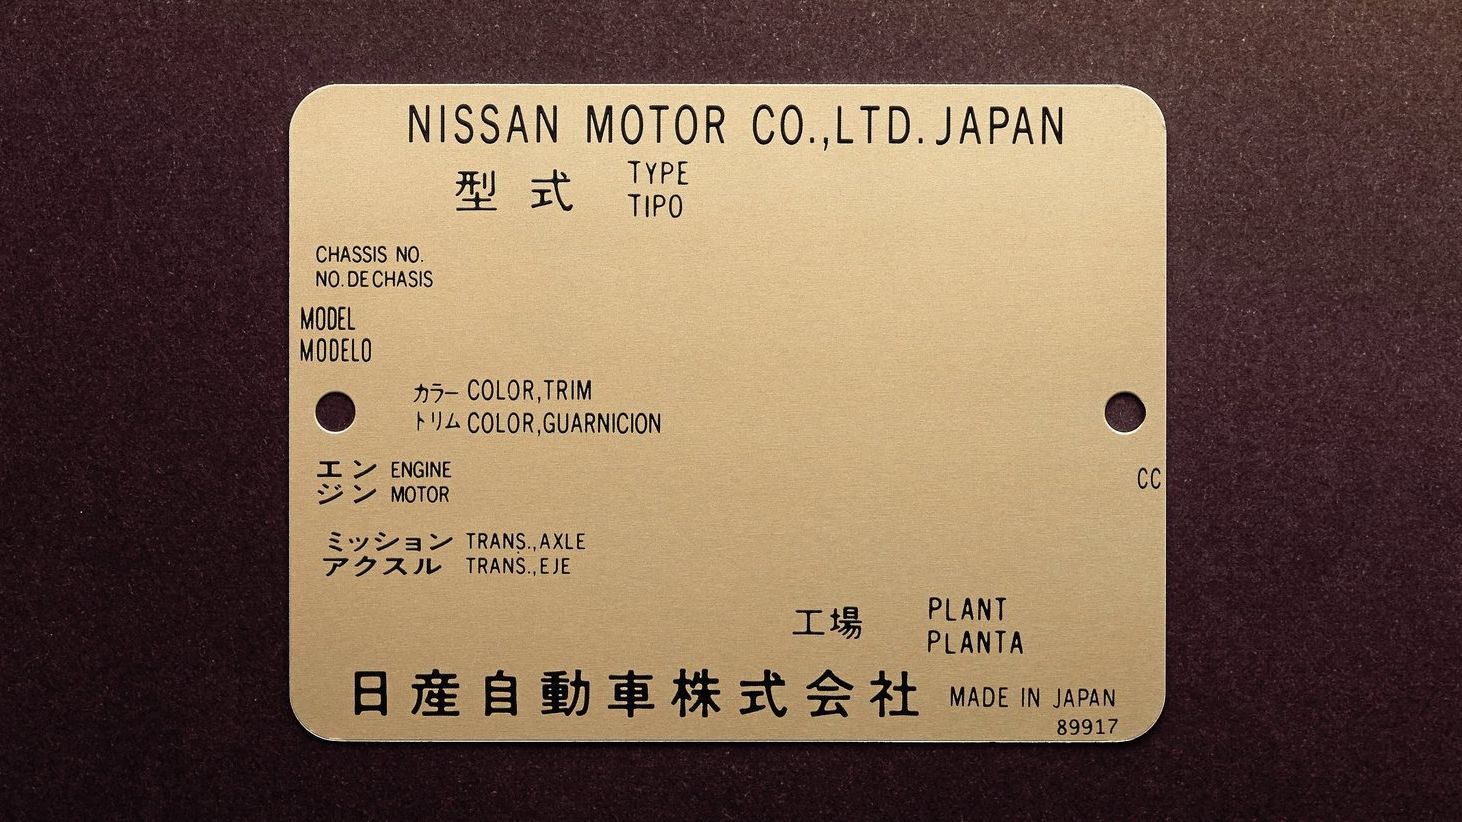 NISSAN MOTOR CO.,LTD. JAPAN
型式 TYPE
TIPO
CHASSIS NO.
NO. DE CHASIS
MODEL
MODELO
カラー COLOR,TRIM
トリム COLOR,GUARNICION
エン ENGINE
ジン MOTOR
CC
ミッション TRANS.,AXLE
アクスル TRANS.,EJE
工場 PLANT
PLANTA
日産自動車株式会社 MADE IN JAPAN
89917